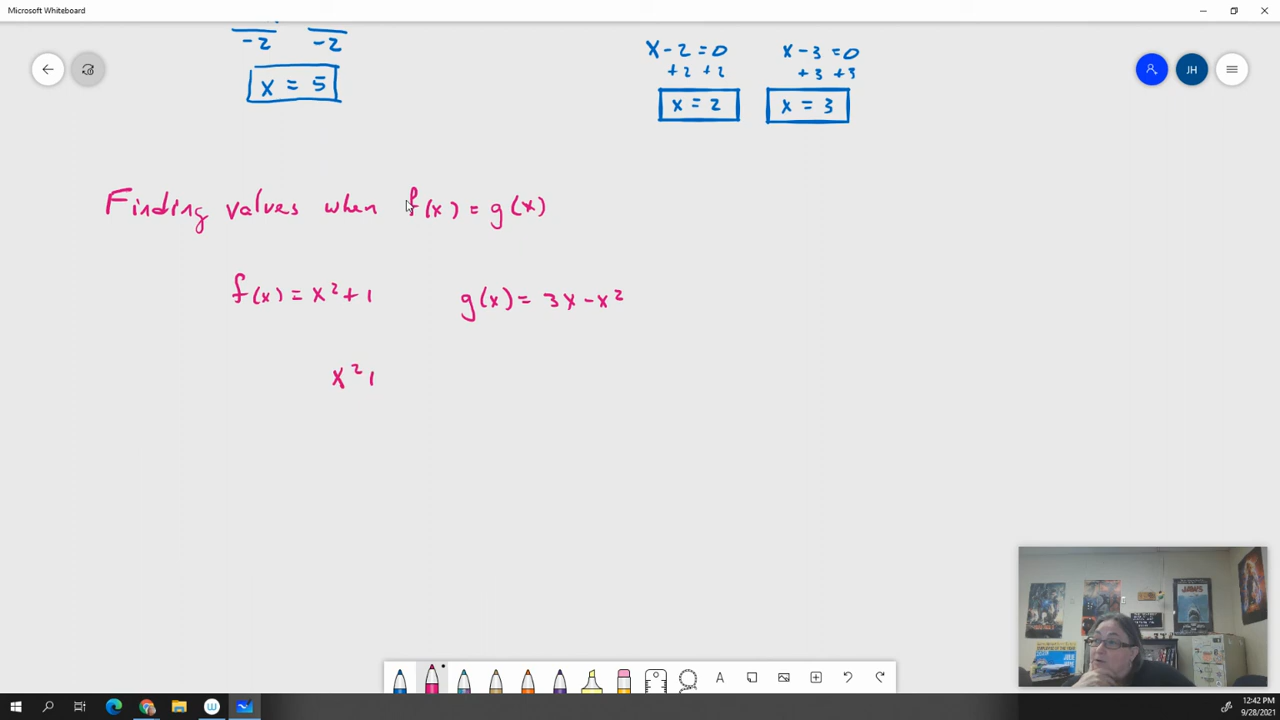 Microsoft Whiteboard
-2 -2
x = 5
x - 2 = 0 x - 3 = 0
+2 +2 +3 +3
x = 2 x = 3
JH
Finding values when f(x) = g(x)
f(x) = x² + 1 g(x) = 3x - x²
x² 1
JAWS
A
12:42 PM
9/28/2021